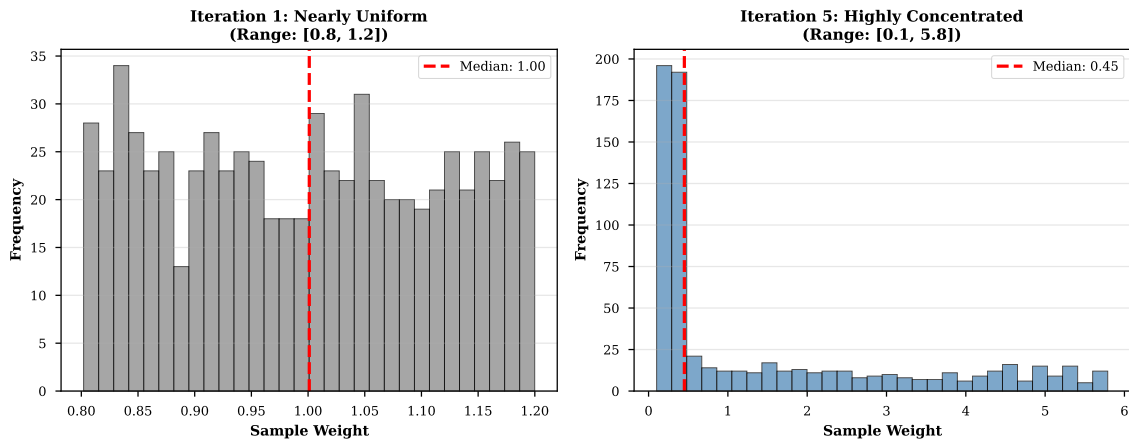 Iteration 1: Nearly Uniform
(Range: [0.8, 1.2])
Median: 1.00
Frequency
35
30
25
20
15
10
5
0
0.80 0.85 0.90 0.95 1.00 1.05 1.10 1.15 1.20
Sample Weight
Iteration 5: Highly Concentrated
(Range: [0.1, 5.8])
Median: 0.45
Frequency
200
175
150
125
100
75
50
25
0
0 1 2 3 4 5 6
Sample Weight